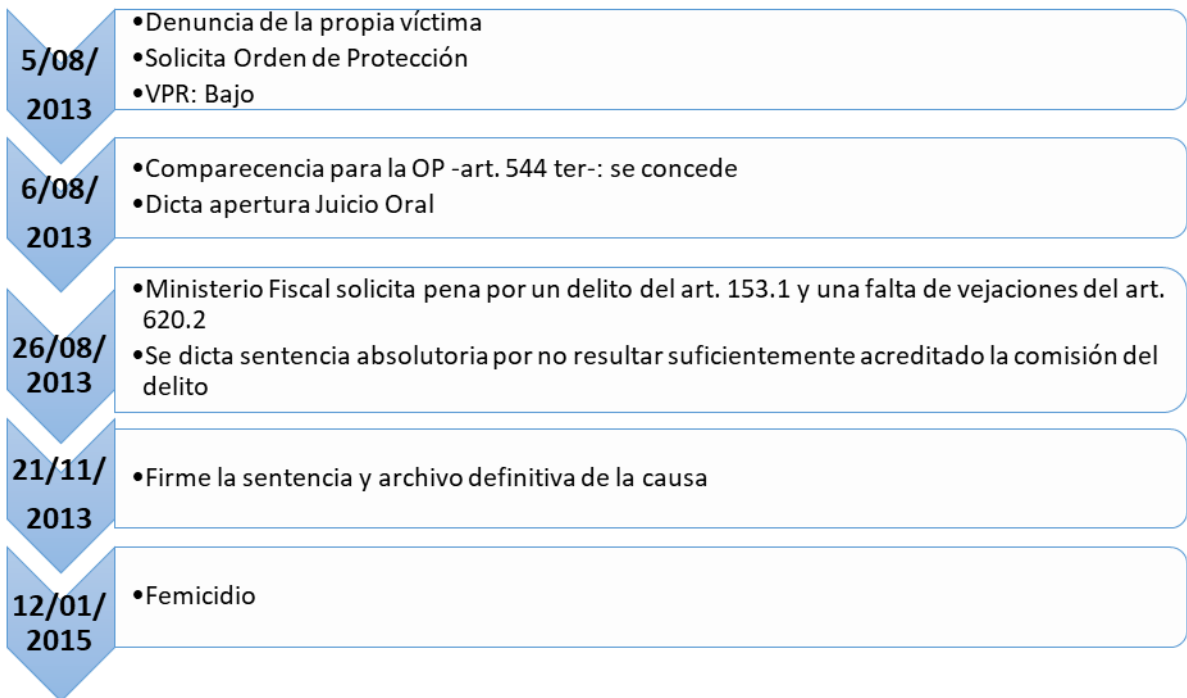 5/08/
2013
•Denuncia de la propia víctima
•Solicita Orden de Protección
•VPR: Bajo
6/08/
2013
•Comparecencia para la OP -art. 544 ter-: se concede
•Dicta apertura Juicio Oral
26/08/
2013
•Ministerio Fiscal solicita pena por un delito del art. 153.1 y una falta de vejaciones del art.
620.2
•Se dicta sentencia absolutoria por no resultar suficientemente acreditado la comisión del
delito
21/11/
2013
•Firme la sentencia y archivo definitiva de la causa
12/01/
2015
•Femicidio